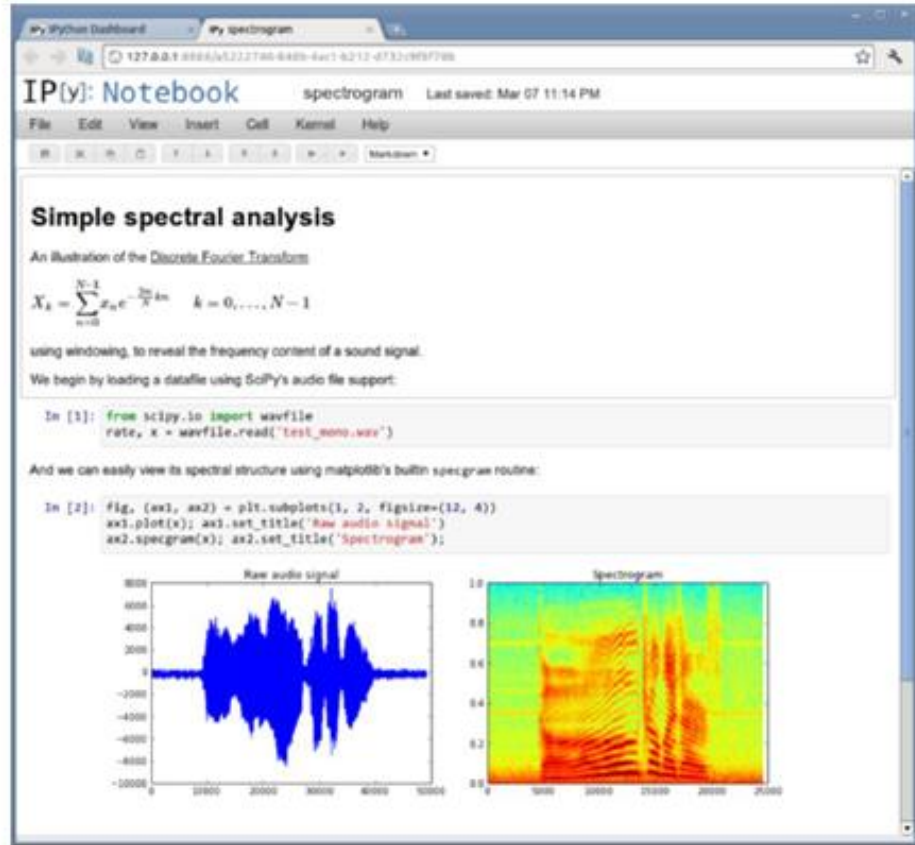 IPython Dashboard
spectrogram
127.0.0.1
IP[y]: Notebook spectrogram Last saved: Mar 07 11:14 PM
File Edit View Insert Cell Kernel Help
Markdown
Simple spectral analysis
An illustration of the Discrete Fourier Transform
k = 0, . . . , N − 1
using windowing, to reveal the frequency content of a sound signal.
We begin by loading a datafile using SciPy's audio file support:
In [1]: from scipy.io import wavfile
rate, x = wavfile.read('test_mono.wav')
And we can easily view its spectral structure using matplotlib's builtin specgram routine:
In [2]: fig, (ax1, ax2) = plt.subplots(1, 2, figsize=(12, 4))
ax1.plot(x); ax1.set_title('Raw audio signal')
ax2.specgram(x); ax2.set_title('Spectrogram');
Raw audio signal
8000
6000
4000
2000
0
−2000
−4000
−6000
−8000
−10000
0 10000 20000 30000 40000 50000
Spectrogram
1.0
0.8
0.6
0.4
0.2
0.0
0 5000 10000 15000 20000 25000